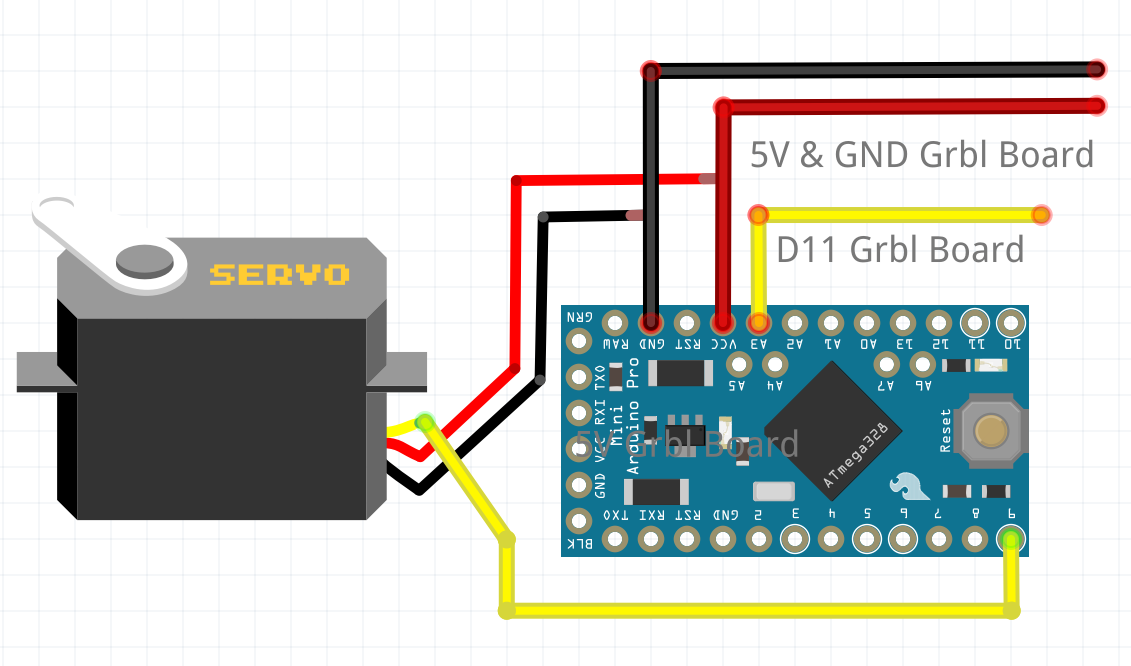 5V & GND Grbl Board
D11 Grbl Board
SERVO
GRN
RAW GND RST VCC A3 A2 A1 A0 13 12 11 10
A5 A4 A7 A6
TXO
RXI
VCC
GND
BLK
Arduino Pro
Mini
5V Grbl Board
ATmega328
Reset
TXO RXI RST GND 2 3 4 5 6 7 8 9